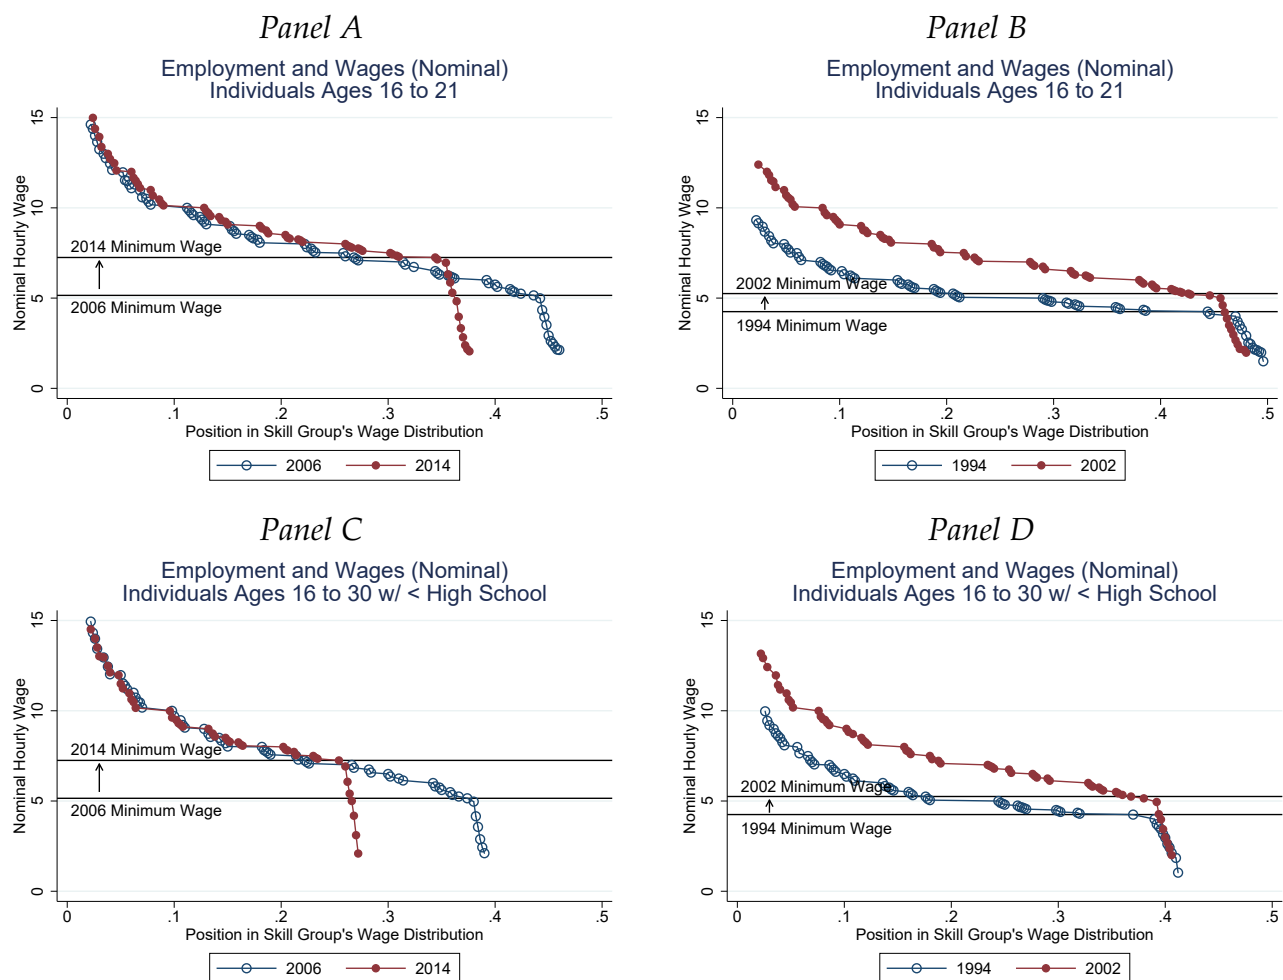 Panel A
Employment and Wages (Nominal)
Individuals Ages 16 to 21
Nominal Hourly Wage
15
10
5
0
2014 Minimum Wage
2006 Minimum Wage
0 .1 .2 .3 .4 .5
Position in Skill Group's Wage Distribution
2006 2014
Panel B
Employment and Wages (Nominal)
Individuals Ages 16 to 21
Nominal Hourly Wage
15
10
5
0
2002 Minimum Wage
1994 Minimum Wage
0 .1 .2 .3 .4 .5
Position in Skill Group's Wage Distribution
1994 2002
Panel C
Employment and Wages (Nominal)
Individuals Ages 16 to 30 w/ < High School
Nominal Hourly Wage
15
10
5
0
2014 Minimum Wage
2006 Minimum Wage
0 .1 .2 .3 .4 .5
Position in Skill Group's Wage Distribution
2006 2014
Panel D
Employment and Wages (Nominal)
Individuals Ages 16 to 30 w/ < High School
Nominal Hourly Wage
15
10
5
0
2002 Minimum Wage
1994 Minimum Wage
0 .1 .2 .3 .4 .5
Position in Skill Group's Wage Distribution
1994 2002